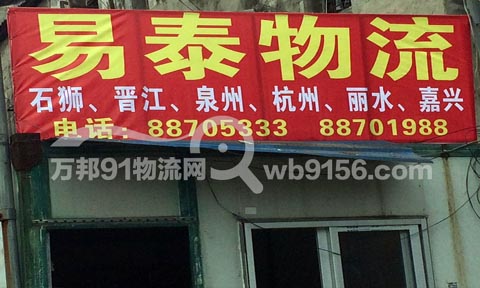 易泰物流
石狮、晋江、泉州、杭州、丽水、嘉兴
电话：88705333 88701988
万邦91物流网 wb9156.com